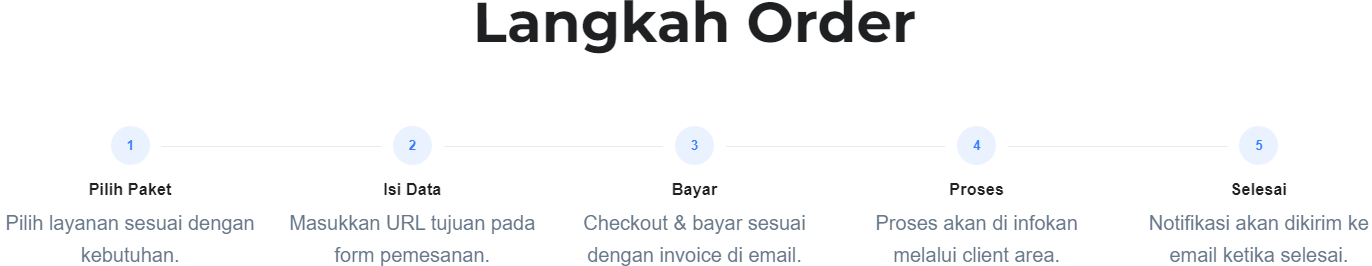 Langkah Order
1
2
3
4
5
Pilih Paket
Isi Data
Bayar
Proses
Selesai
Pilih layanan sesuai dengan
kebutuhan.
Masukkan URL tujuan pada
form pemesanan.
Checkout & bayar sesuai
dengan invoice di email.
Proses akan di infokan
melalui client area.
Notifikasi akan dikirim ke
email ketika selesai.